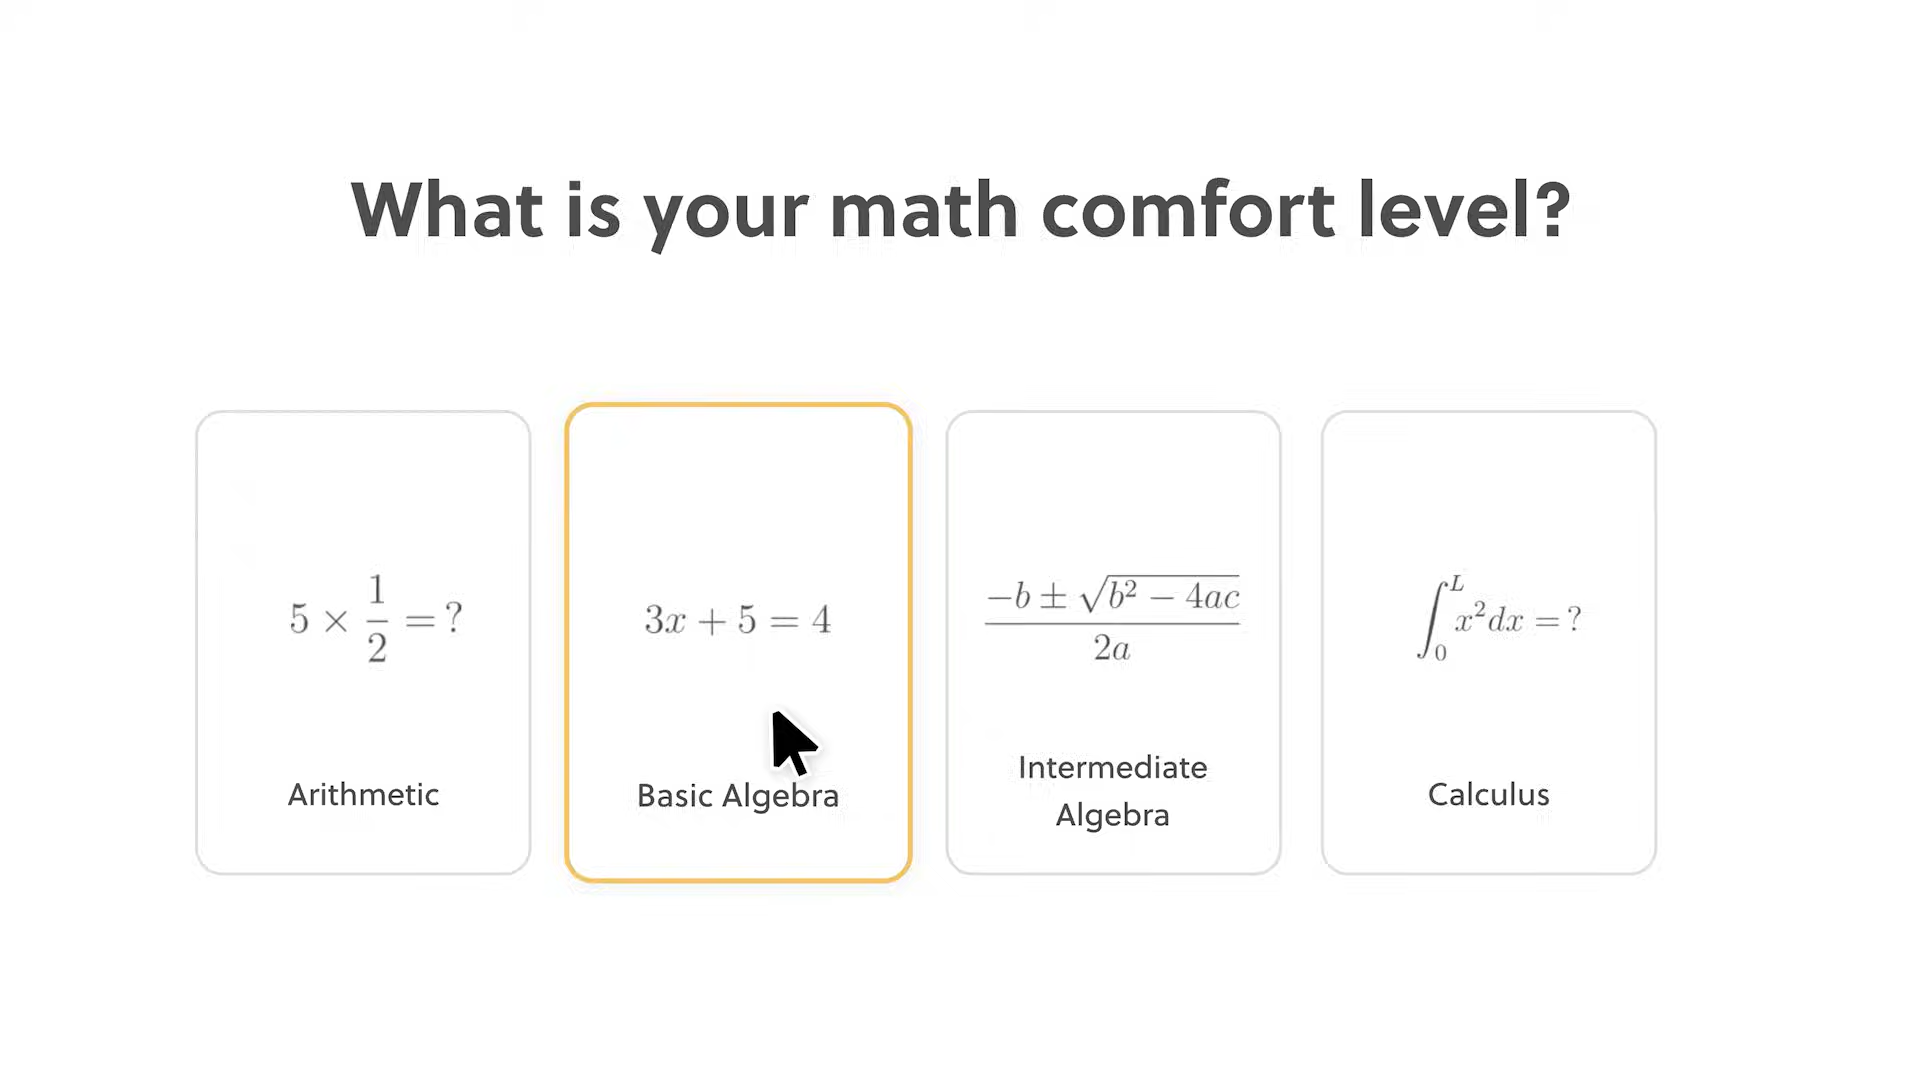 What is your math comfort level?
5 × 1/2 = ?
Arithmetic
3x + 5 = 4
Basic Algebra
−b ± √b² − 4ac
2a
Intermediate
Algebra
∫₀ᴸ x²dx = ?
Calculus